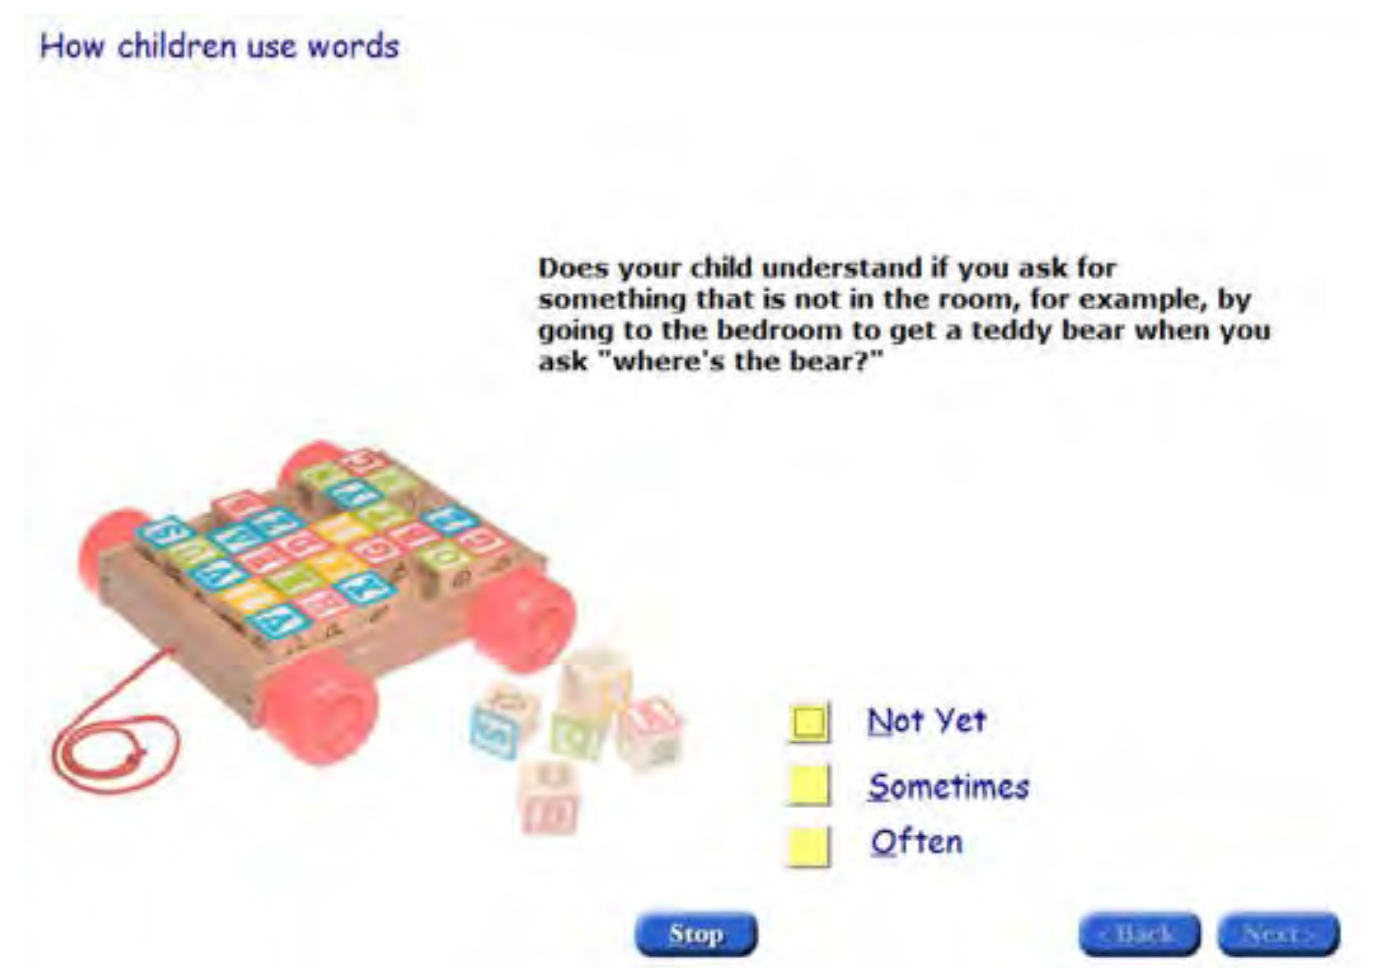 How children use words
Does your child understand if you ask for
something that is not in the room, for example, by
going to the bedroom to get a teddy bear when you
ask "where's the bear?"
Not Yet
Sometimes
Often
Stop
< Back
Next >